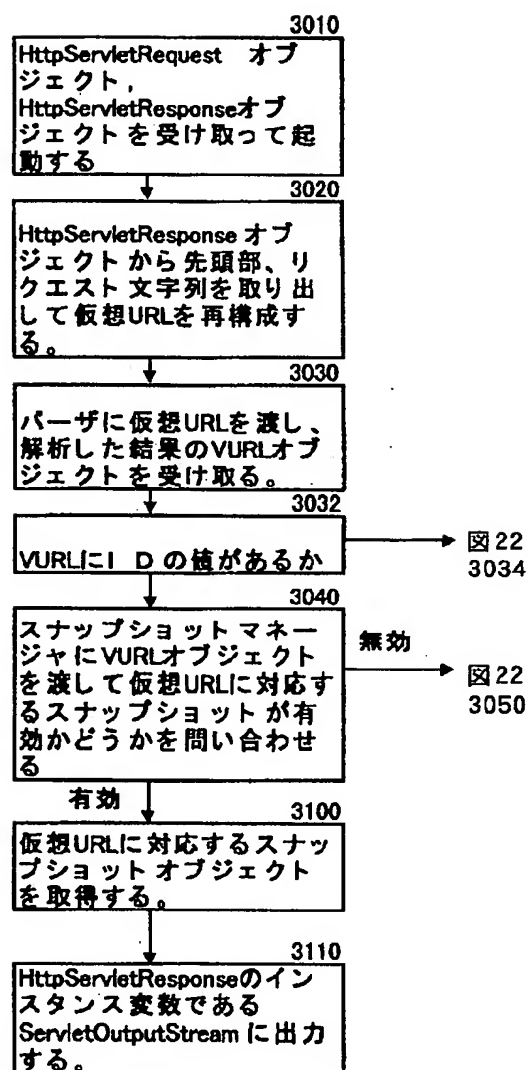 3010
HttpServletRequest オブ
ジェクト,
HttpServletResponseオブ
ジェクトを受け取って起
動する
3020
HttpServletResponse オブ
ジェクトから先頭部、リ
クエスト文字列を取り出
して仮想URLを再構成す
る。
3030
パーザに仮想URLを渡し、
解析した結果のVURLオブ
ジェクトを受け取る。
3032
VURLにI D の値があるか
図22
3034
3040
スナップショットマネー
ジャにVURLオブジェクト
を渡して仮想URLに対応す
るスナップショットが有
効かどうかを問い合わせ
る
無効
図22
3050
有効
3100
仮想URLに対応するスナッ
プショットオブジェクト
を取得する。
3110
HttpServletResponseのイン
スタンス変数である
ServletOutputStream に出力
する。